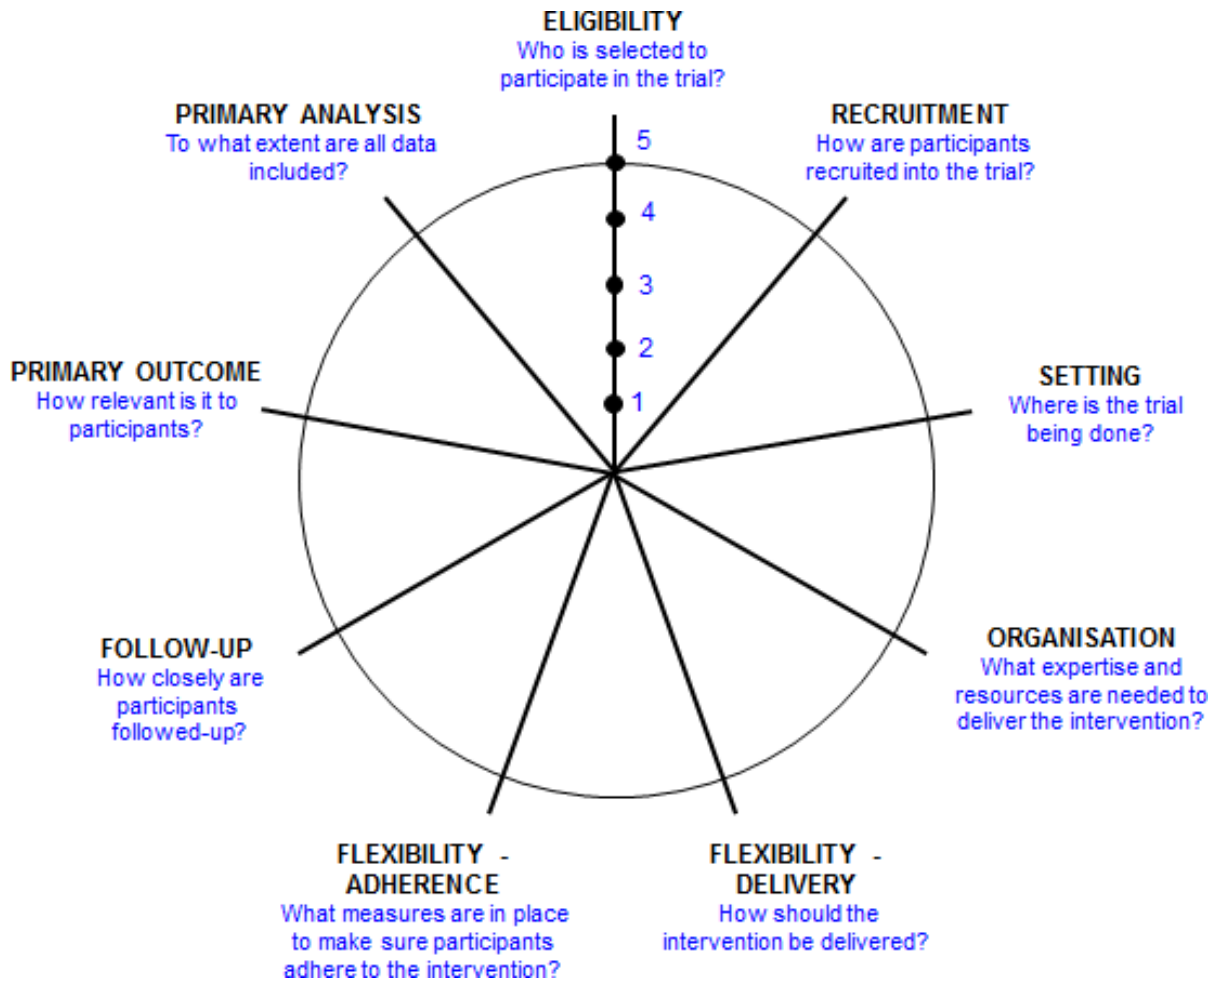 ELIGIBILITY
Who is selected to
participate in the trial?
PRIMARY ANALYSIS
To what extent are all data
included?
RECRUITMENT
How are participants
recruited into the trial?
5
4
3
2
1
PRIMARY OUTCOME
How relevant is it to
participants?
SETTING
Where is the trial
being done?
FOLLOW-UP
How closely are
participants
followed-up?
ORGANISATION
What expertise and
resources are needed to
deliver the intervention?
FLEXIBILITY -
ADHERENCE
What measures are in place
to make sure participants
adhere to the intervention?
FLEXIBILITY -
DELIVERY
How should the
intervention be delivered?